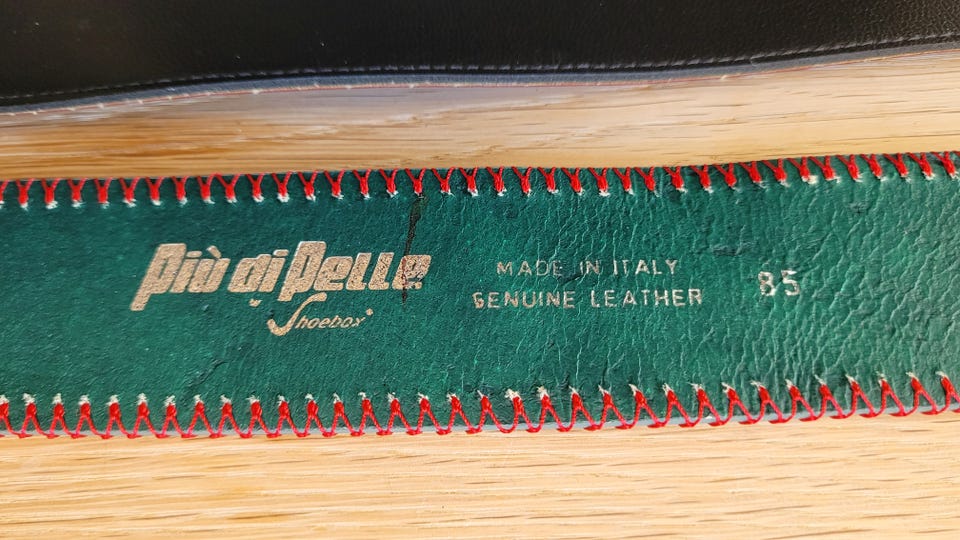 Più di Pelle
by Shoebox®
MADE IN ITALY
GENUINE LEATHER
85